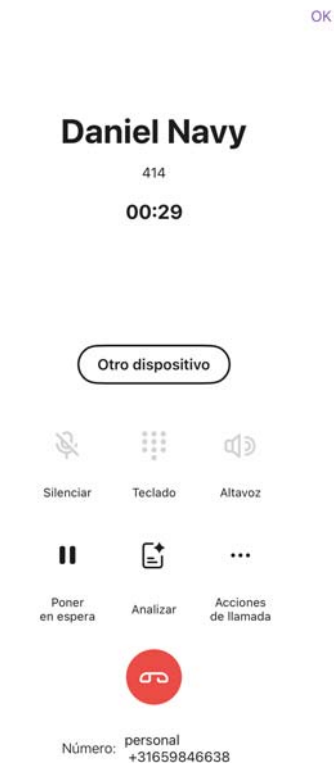 OK
Daniel Navy
414
00:29
Otro dispositivo
Silenciar Teclado Altavoz
Poner
en espera
Analizar
Acciones
de llamada
Número: personal
+31659846638